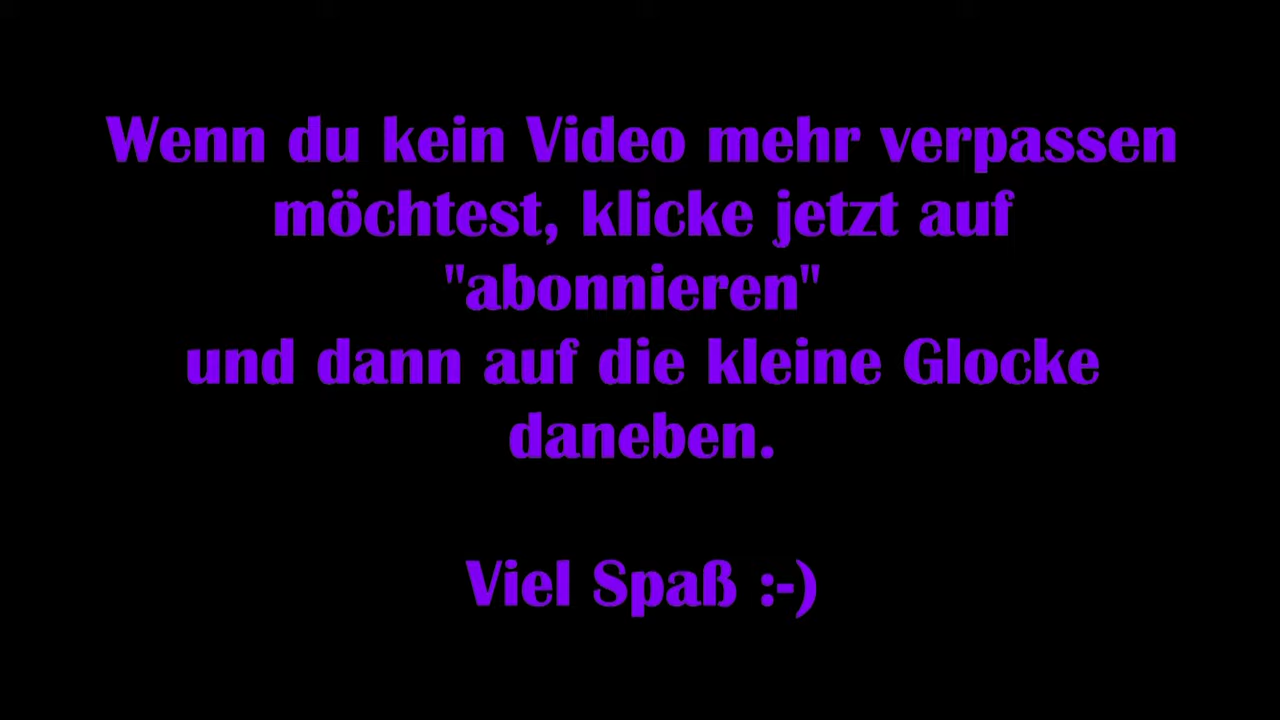 Wenn du kein Video mehr verpassen
möchtest, klicke jetzt auf
"abonnieren"
und dann auf die kleine Glocke
daneben.
Viel Spaß :-)